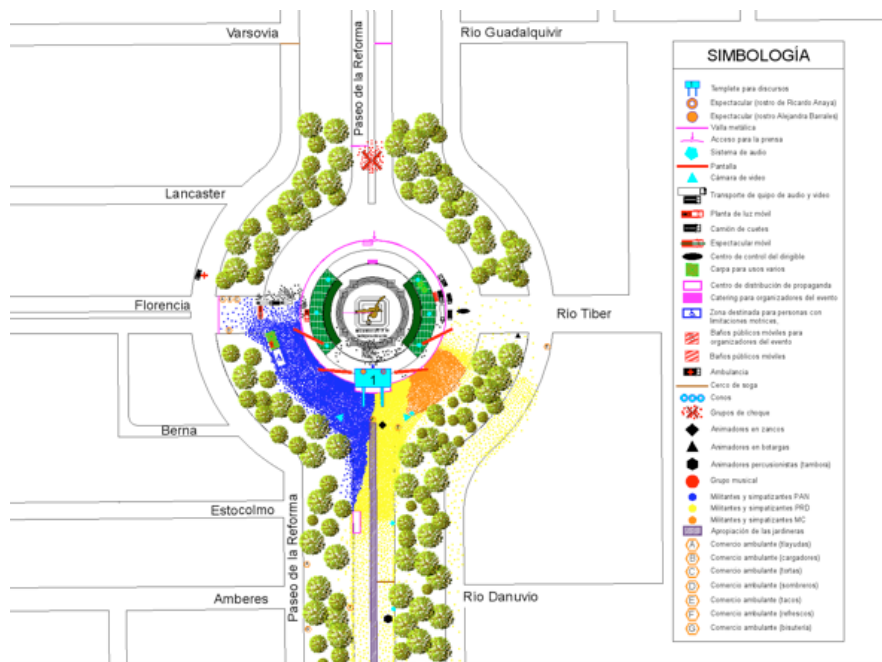 Varsovia
Paseo de la Reforma
Río Guadalquivir
Lancaster
Florencia
Río Tiber
1
Berna
Estocolmo
Paseo de la Reforma
Amberes
Río Danuvio
SIMBOLOGÍA
Templete para discursos
Espectacular (rostro de Ricardo Anaya)
Espectacular (rostro Alejandra Barrales)
Valla metálica
Acceso para la prensa
Sistema de audio
Pantalla
Cámara de video
Transporte de quipo de audio y video
Planta de luz móvil
Camión de cuetes
Espectacular móvil
Centro de control del dirigible
Carpa para usos varios
Centro de distribución de propaganda
Catering para organizadores del evento
Zona destinada para personas con
limitaciones motrices,
Baños públicos móviles para
organizadores del evento
Baños públicos móviles
Ambulancia
Cerco de soga
Conos
Grupos de choque
Animadores en zancos
Animadores en botargas
Animadores percusionistas (tambora)
Grupo musical
Militantes y simpatizantes PAN
Militantes y simpatizantes PRD
Militantes y simpatizantes MC
Apropiación de las jardineras
A Comercio ambulante (tlayudas)
B Comercio ambulante (cargadores)
C Comercio ambulante (tortas)
D Comercio ambulante (sombreros)
E Comercio ambulante (tacos)
F Comercio ambulante (refrescos)
G Comercio ambulante (bisutería)